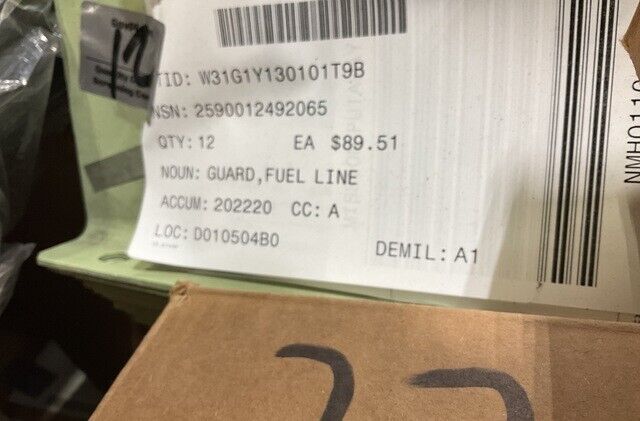 12
TID: W31G1Y130101T9B
NSN: 2590012492065
QTY: 12 EA $89.51
NOUN: GUARD, FUEL LINE
ACCUM: 202220 CC: A
LOC: D010504B0
DEMIL: A1